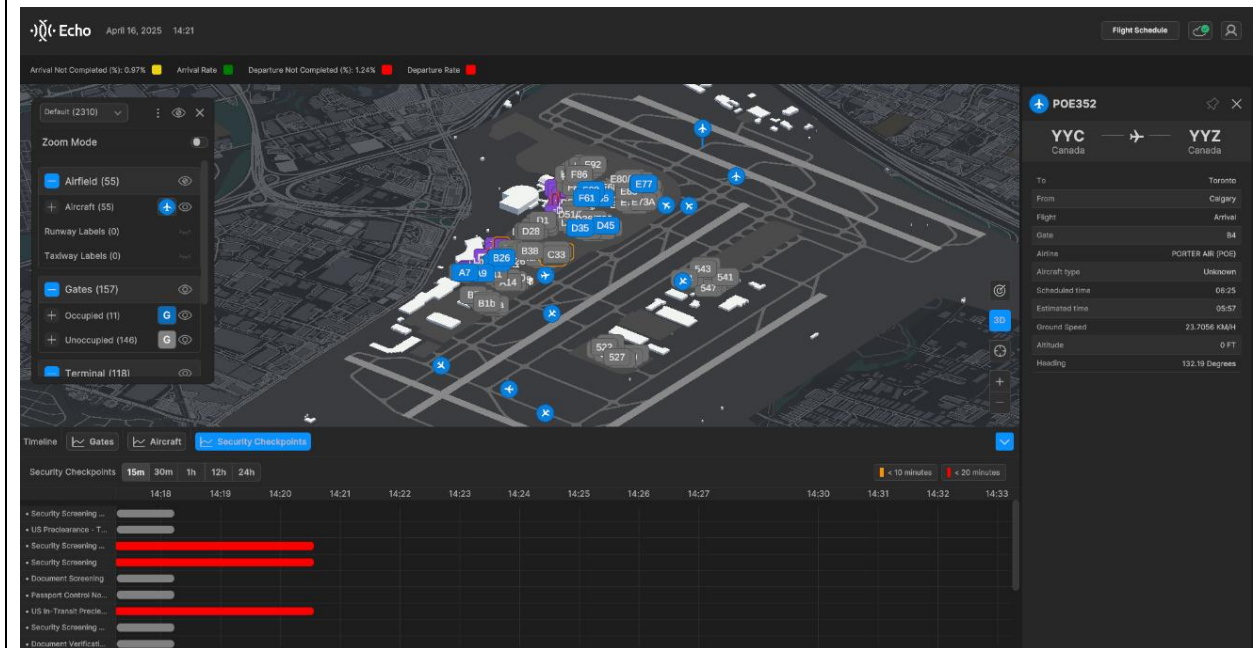 Echo April 16, 2025 14:21
Flight Schedule
Arrival Not Completed (%): 0.97% Arrival Rate Departure Not Completed (%): 1.24% Departure Rate
Default (2310)
Zoom Mode
Airfield (55)
Aircraft (55)
Runway Labels (0)
Taxiway Labels (0)
Gates (157)
Occupied (11) G
Unoccupied (146) G
Terminal (118)
E92
F86
E80
E77
F61
E73A
D51
D1
D28
D35
D45
B38
C33
B26
A7
A9
A14
B1b
543
541
547
522
527
3D
POE352
YYC YYZ
Canada Canada
To Toronto
From Calgary
Flight Arrival
Gate B4
Airline PORTER AIR (POE)
Aircraft type Unknown
Scheduled time 06:25
Estimated time 05:57
Ground Speed 23.7056 KM/H
Altitude 0 FT
Heading 132.19 Degrees
Timeline Gates Aircraft Security Checkpoints
Security Checkpoints 15m 30m 1h 12h 24h < 10 minutes < 20 minutes
14:18 14:19 14:20 14:21 14:22 14:23 14:24 14:25 14:26 14:27 14:30 14:31 14:32 14:33
• Security Screening ...
• US Preclearance - T...
• Security Screening ...
• Security Screening
• Document Screening
• Passport Control No...
• US In-Transit Precle...
• Security Screening ...
• Document Verificati...